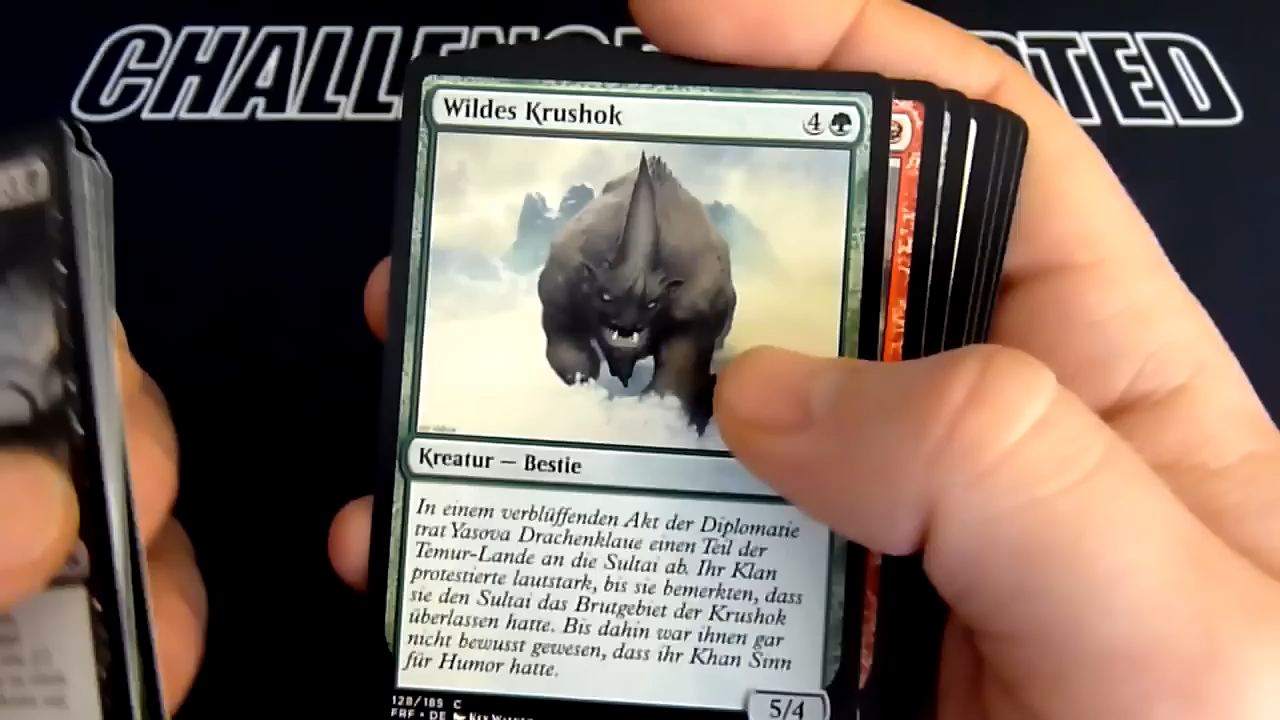 CHALLENGE ACCEPTED
Wildes Krushok
4
Kreatur — Bestie
In einem verblüffenden Akt der Diplomatie
trat Yasova Drachenklaue einen Teil der
Temur-Lande an die Sultai ab. Ihr Klan
protestierte lautstark, bis sie bemerkten, dass
sie den Sultai das Brutgebiet der Krushok
überlassen hatte. Bis dahin war ihnen gar
nicht bewusst gewesen, dass ihr Khan Sinn
für Humor hatte.
128/185 C
FRF • DE
5/4